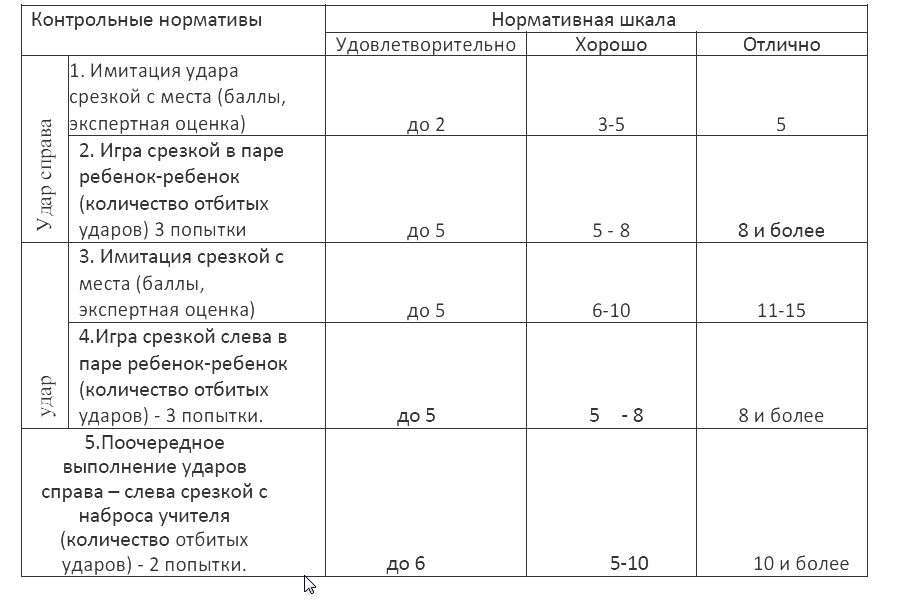 Контрольные нормативы
Нормативная шкала
Удовлетворительно
Хорошо
Отлично
Удар справа
1. Имитация удара
срезкой с места (баллы,
экспертная оценка)
до 2
3-5
5
2. Игра срезкой в паре
ребенок-ребенок
(количество отбитых
ударов) 3 попытки
до 5
5 - 8
8 и более
удар
3. Имитация срезкой с
места (баллы,
экспертная оценка)
до 5
6-10
11-15
4.Игра срезкой слева в
паре ребенок-ребенок
(количество отбитых
ударов) - 3 попытки.
до 5
5 - 8
8 и более
5.Поочередное
выполнение ударов
справа – слева срезкой с
наброса учителя
(количество отбитых
ударов) - 2 попытки.
до 6
5-10
10 и более